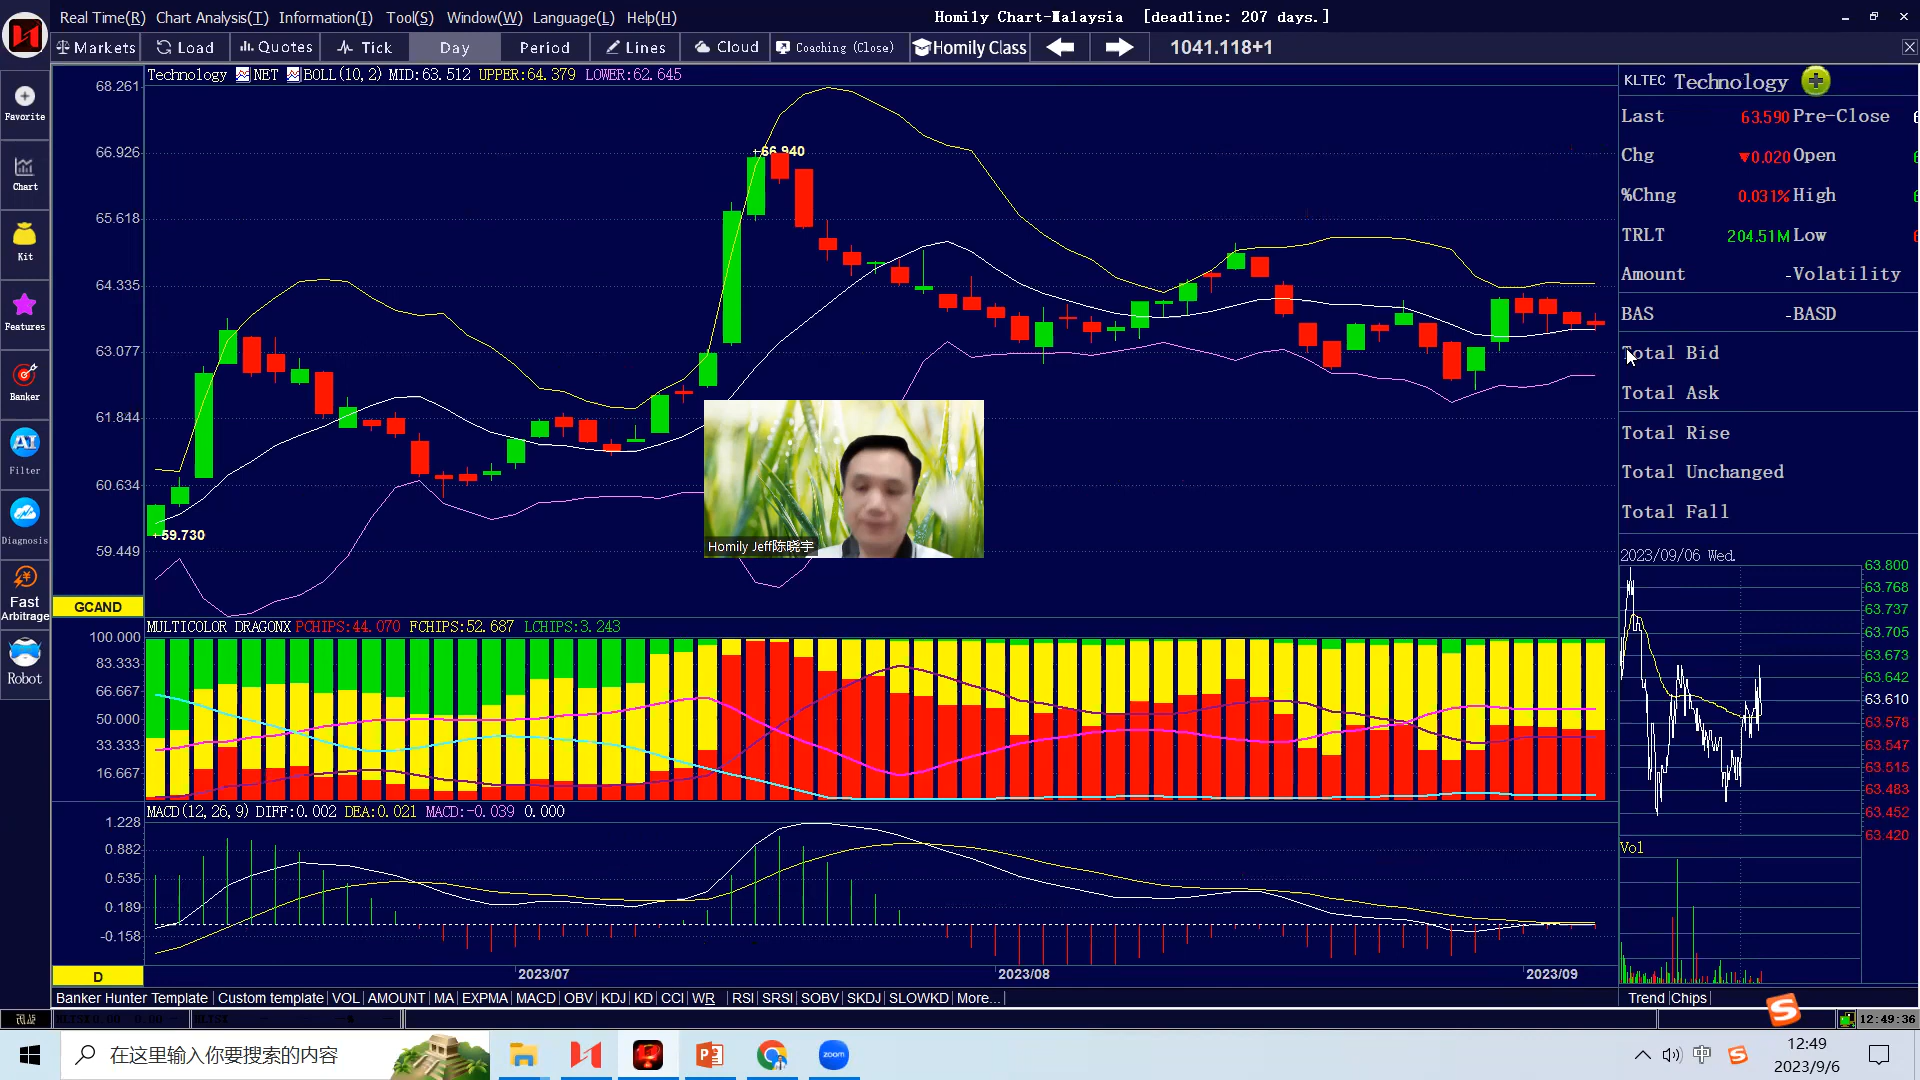 Real Time(R) Chart Analysis(T) Information(I) Tool(S) Window(W) Language(L) Help(H)
Homily Chart-Malaysia [deadline: 207 days.]
Markets Load Quotes Tick Day Period Lines Cloud Coaching (Close) Homily Class 1041.118+1
Favorite
Chart
Kit
Features
Banker
AI
Filter
Diagnosis
Fast
Arbitrage
Robot
Technology NET BOLL(10,2) MID:63.512 UPPER:64.379 LOWER:62.645
68.261
66.926
65.618
64.335
63.077
61.844
60.634
59.449
66.940
59.730
GCAND
Homily Jeff陈晓宇
MULTICOLOR DRAGONX PCHIPS:44.070 FCHIPS:52.687 LCHIPS:3.243
100.000
83.333
66.667
50.000
33.333
16.667
MACD(12,26,9) DIFF:0.002 DEA:0.021 MACD:-0.039 0.000
1.228
0.882
0.535
0.189
-0.158
D
2023/07
2023/08
2023/09
Banker Hunter Template Custom template VOL AMOUNT MA EXPMA MACD OBV KDJ KD CCI WR RSI SRSI SOBV SKDJ SLOWKD More...
KLTEC Technology
Last 63.590 Pre-Close
Chg ▼0.020 Open
%Chng 0.031% High
TRLT 204.51M Low
Amount - Volatility
BAS - BASD
Total Bid
Total Ask
Total Rise
Total Unchanged
Total Fall
2023/09/06 Wed.
63.800
63.768
63.737
63.705
63.673
63.642
63.610
63.578
63.547
63.515
63.483
63.452
63.420
Vol
Trend Chips
12:49:36
在这里输入你要搜索的内容
zoom
中
12:49
2023/9/6